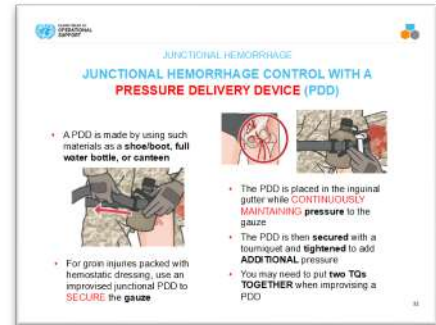 OPERATIONAL
SUPPORT
JUNCTIONAL HEMORRHAGE
JUNCTIONAL HEMORRHAGE CONTROL WITH A
PRESSURE DELIVERY DEVICE (PDD)
• A PDD is made by using such
materials as a shoe/boot, full
water bottle, or canteen
• For groin injuries packed with
hemostatic dressing, use an
improvised junctional PDD to
SECURE the gauze
• The PDD is placed in the inguinal
gutter while CONTINUOUSLY
MAINTAINING pressure to the
gauze
• The PDD is then secured with a
tourniquet and tightened to add
ADDITIONAL pressure
• You may need to put two TQs
TOGETHER when improvising a
PDD